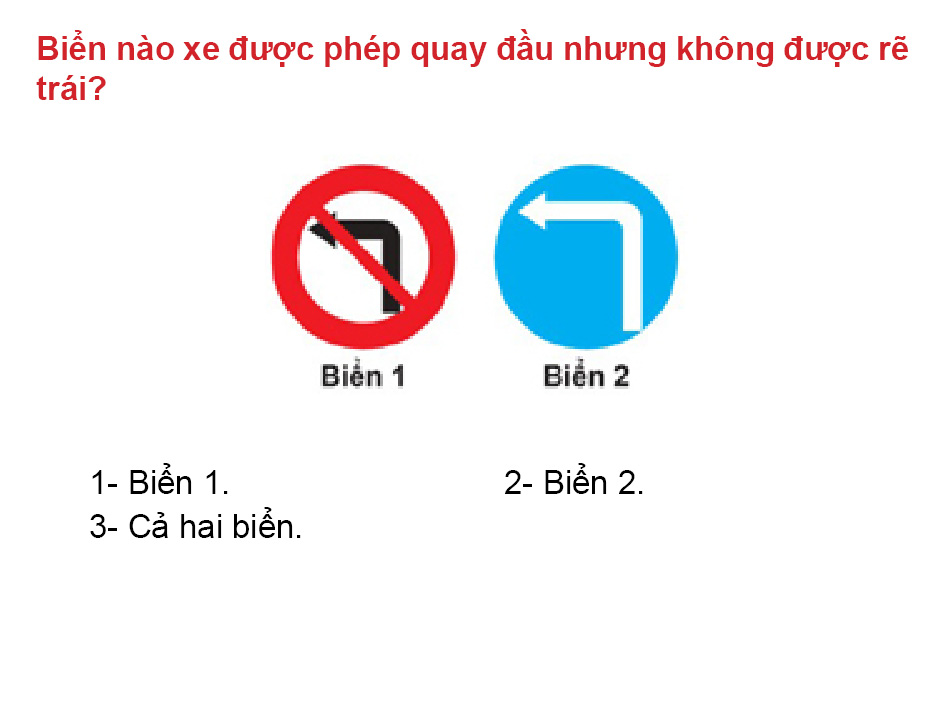 Biển nào xe được phép quay đầu nhưng không được rẽ
trái?
Biển 1 Biển 2
1- Biển 1. 2- Biển 2.
3- Cả hai biển.